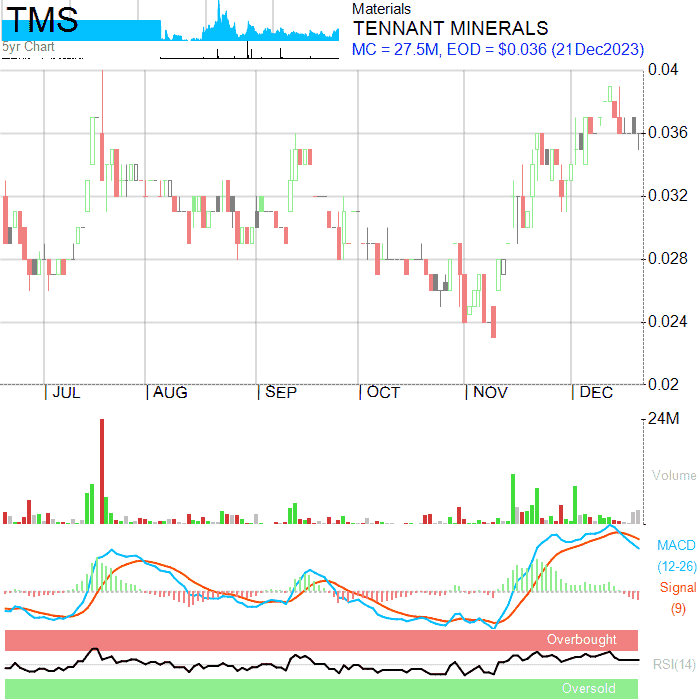 TMS
5yr Chart
Materials
TENNANT MINERALS
MC = 27.5M, EOD = $0.036 (21Dec2023)
0.04
0.036
0.032
0.028
0.024
0.02
JUL AUG SEP OCT NOV DEC
24M
Volume
MACD
(12-26)
Signal
(9)
Overbought
RSI(14)
Oversold